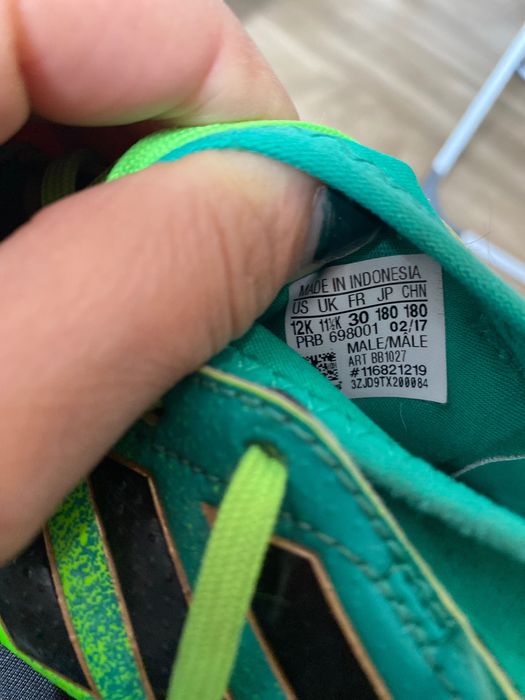 MADE IN INDONESIA
US UK FR JP CHN
12K 11½K 30 180 180
PRB 698001 02/17
MALE/MÂLE
ART BB1027
#116821219
3ZJD9TX200084